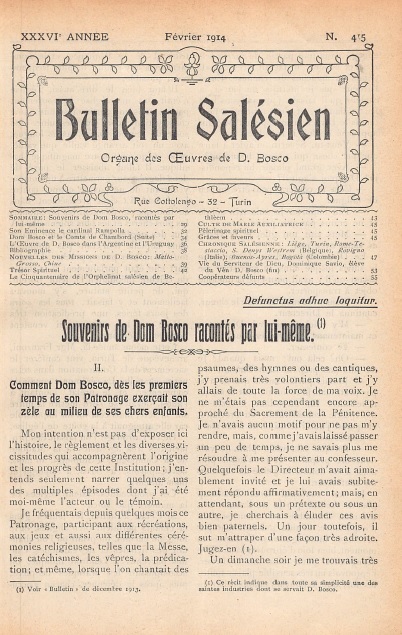 XXXVIᵉ ANNEE Février 1914 N. 4'5
Bulletin Salésien
Organe des Œuvres de D. Bosco
Rue Cottolengo – 32 – Turin
SOMMAIRE: Souvenirs de Dom Bosco, racontés par
lui-même 29
Son Eminence le cardinal Rampolla 32
Dom Bosco et le Comte de Chambord (Suite) 34
L'Œuvre de D. Bosco dans l'Argentine et l'Uruguay 36
Bibliographie 38
NOUVELLES DES MISSIONS DE D. BOSCO: Matto-
Grosso, Chine 39
Trésor Spirituel 42
Le Cinquantenaire de l'Orphelinat salésien de Bo-
CULTE DE MARIE AUXILIATRICE 45
Pèlerinage spirituel 45
Grâces et faveurs 45
CHRONIQUE SALÉSIENNE: Liége, Turin, Rome-Te-
(Italie), Bogota (Colombie) 47
Vie du Serviteur de Dieu, Dominique Savio, élève
du Vén D. Bosco (fin) 53
Coopérateurs défunts 55
Defunctus adhuc loquitur.
Souvenirs de Dom Bosco racontés par lui-même. (1)
II.
Comment Dom Bosco, dès les premiers
temps de son Patronage exerçait son
zèle au milieu de ses chers enfants.
Mon intention n'est pas d'exposer ici
l'histoire, le règlement et les diverses vi-
cissitudes qui accompagnèrent l'origine
et les progrès de cette Institution; j'en-
tends seulement narrer quelques uns
des multiples épisodes dont j'ai été
moi-même l'acteur ou le témoin.
Je fréquentais depuis quelques mois ce
Patronage, participant aux récréations,
aux jeux et aussi aux différentes céré-
monies religieuses, telles que la Messe,
les catéchismes, les vêpres, la prédica-
tion; et même, lorsque l'on chantait des
(1) Voir « Bulletin » de décembre 1913.
psaumes, des hymnes ou des cantiques,
j'y prenais très volontiers part et j'y
allais de toute la force de ma voix. Je
ne m'étais pas cependant encore ap-
proché du Sacrement de la Pénitence.
Je n'avais aucun motif pour ne pas m'y
rendre, mais, comme j'avais laissé passer
un peu de temps, je ne savais plus me
résoudre à me présenter au confesseur.
Quelquefois le Directeur m'avait aima-
blement invité et je lui avais subite-
ment répondu affirmativement; mais, en
attendant, sous un prétexte ou sous un
autre, je cherchais à éluder ces avis
bien paternels. Un jour toutefois, il
sut m'attraper d'une façon très adroite.
Jugez-en (1).
Un dimanche soir je me trouvais très
(1) Ce récit indique dans toute sa simplicité une des
saintes industries dont se servait D. Bosco.